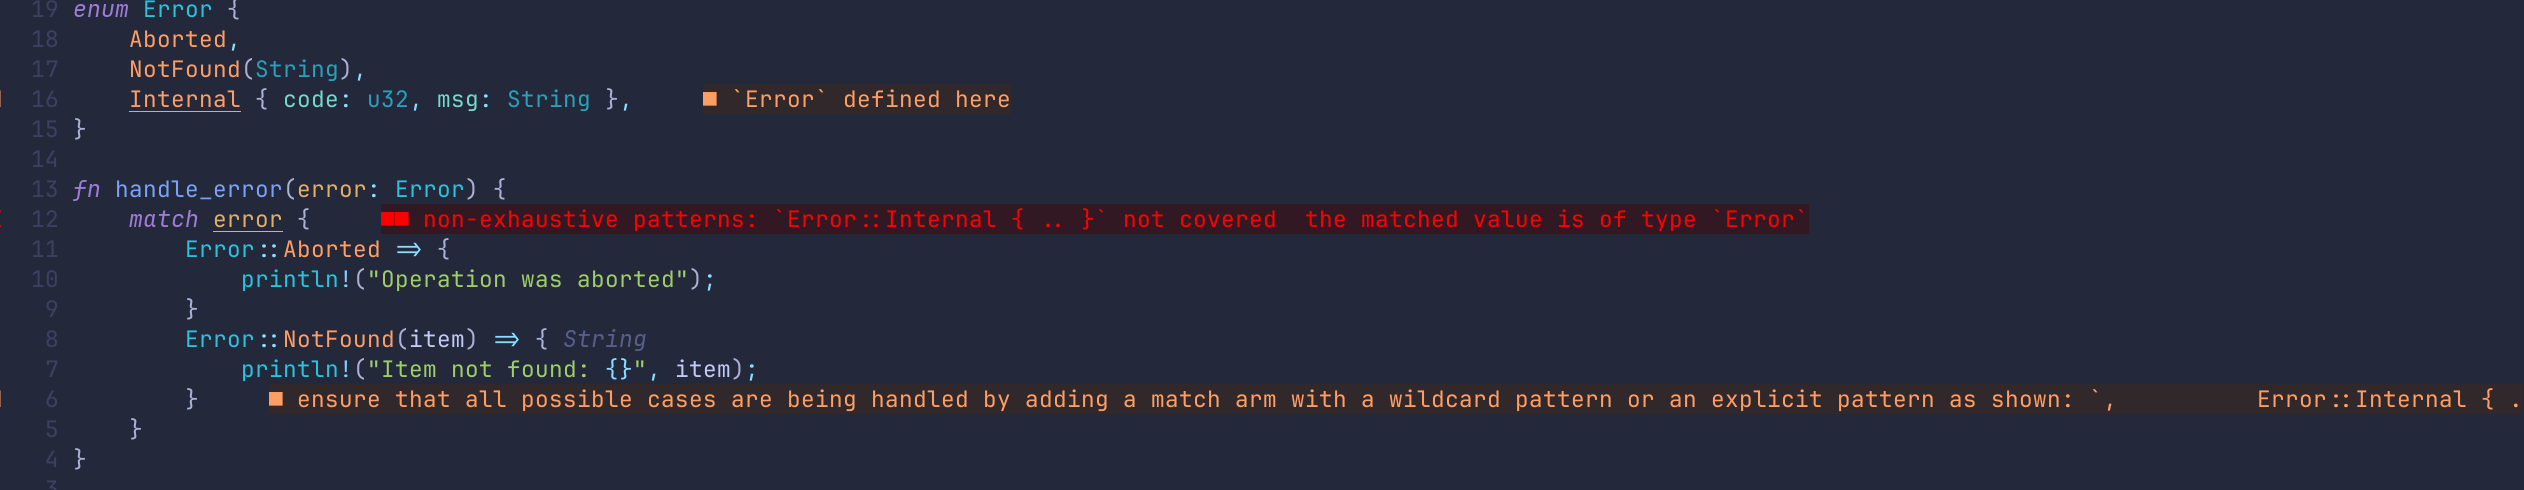 19 enum Error {
18     Aborted,
17     NotFound(String),
16     Internal { code: u32, msg: String },     ■ `Error` defined here
15 }
14
13 fn handle_error(error: Error) {
12     match error {     ■■ non-exhaustive patterns: `Error::Internal { .. }` not covered  the matched value is of type `Error`
11         Error::Aborted => {
10             println!("Operation was aborted");
9         }
8         Error::NotFound(item) => { String
7             println!("Item not found: {}", item);
6         }     ■ ensure that all possible cases are being handled by adding a match arm with a wildcard pattern or an explicit pattern as shown: `,          Error::Internal { .
5     }
4 }
3